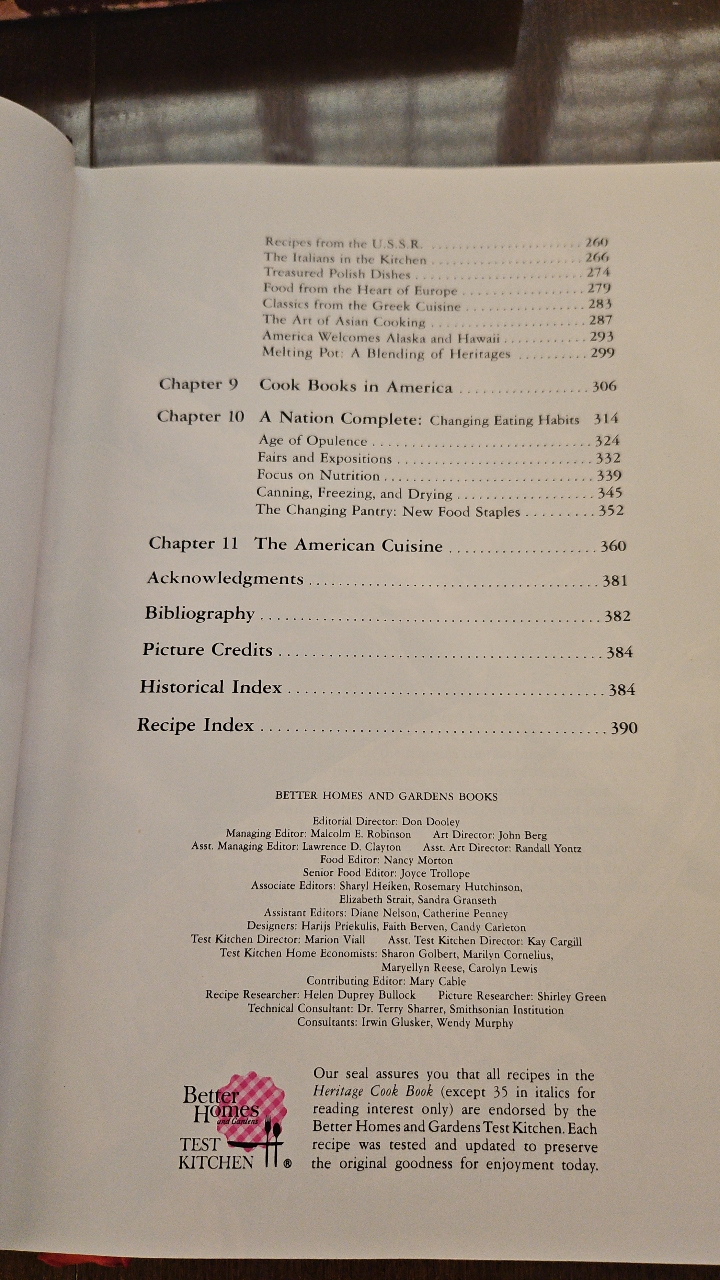 Recipes from the U.S.S.R. .................... 260
The Italians in the Kitchen .................... 266
Treasured Polish Dishes .................... 274
Food from the Heart of Europe .................... 279
Classics from the Greek Cuisine .................... 283
The Art of Asian Cooking .................... 287
America Welcomes Alaska and Hawaii .......... 293
Melting Pot: A Blending of Heritages .......... 299
Chapter 9 Cook Books in America .................... 306
Chapter 10 A Nation Complete: Changing Eating Habits 314
Age of Opulence .................... 324
Fairs and Expositions .................... 332
Focus on Nutrition .................... 339
Canning, Freezing, and Drying .................... 345
The Changing Pantry: New Food Staples ......... 352
Chapter 11 The American Cuisine .................... 360
Acknowledgments .................... 381
Bibliography .................... 382
Picture Credits .................... 384
Historical Index .................... 384
Recipe Index .................... 390
BETTER HOMES AND GARDENS BOOKS
Editorial Director: Don Dooley
Managing Editor: Malcolm E. Robinson Art Director: John Berg
Asst. Managing Editor: Lawrence D. Clayton Asst. Art Director: Randall Yontz
Food Editor: Nancy Morton
Senior Food Editor: Joyce Trollope
Associate Editors: Sharyl Heiken, Rosemary Hutchinson,
Elizabeth Strait, Sandra Granseth
Assistant Editors: Diane Nelson, Catherine Penney
Designers: Harijs Priekulis, Faith Berven, Candy Carleton
Test Kitchen Director: Marion Viall Asst. Test Kitchen Director: Kay Cargill
Test Kitchen Home Economists: Sharon Golbert, Marilyn Cornelius,
Maryellyn Reese, Carolyn Lewis
Contributing Editor: Mary Cable
Recipe Researcher: Helen Duprey Bullock Picture Researcher: Shirley Green
Technical Consultant: Dr. Terry Sharrer, Smithsonian Institution
Consultants: Irwin Glusker, Wendy Murphy
Better
Homes
and Gardens
TEST
KITCHEN ®
Our seal assures you that all recipes in the
Heritage Cook Book (except 35 in italics for
reading interest only) are endorsed by the
Better Homes and Gardens Test Kitchen. Each
recipe was tested and updated to preserve
the original goodness for enjoyment today.